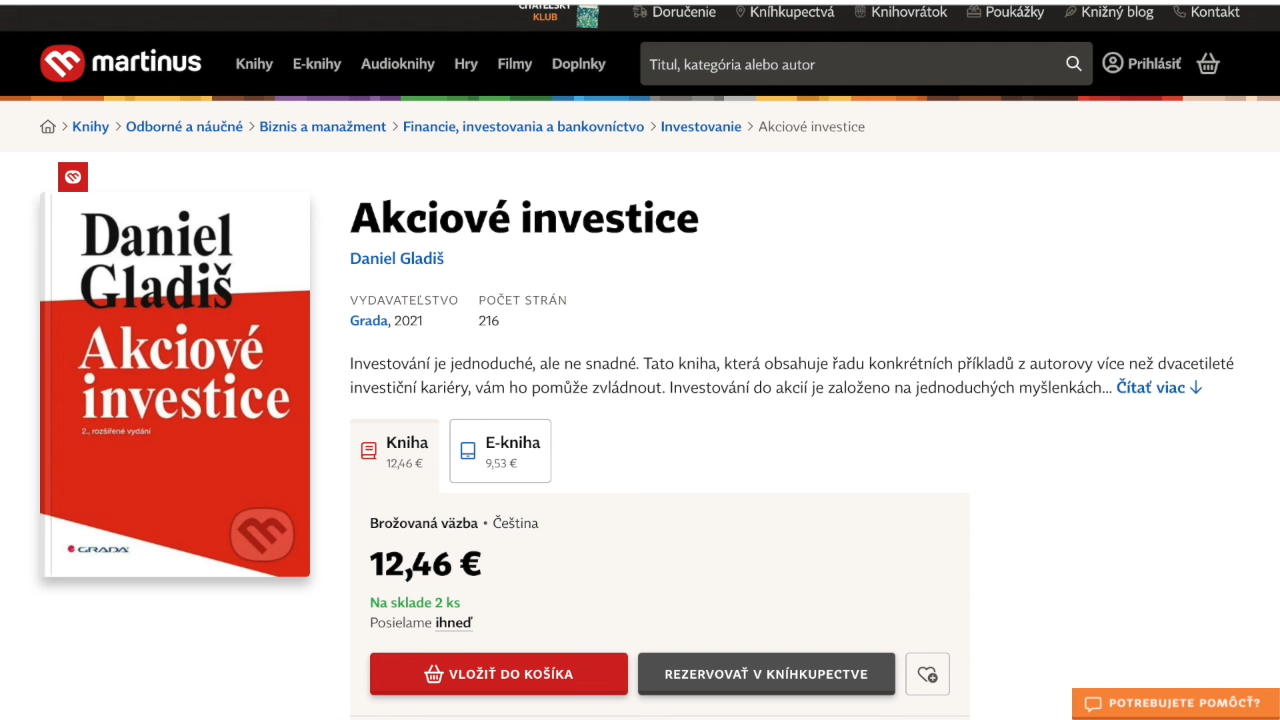 ČITATEĽSKÝ
KLUB
Doručenie Kníhkupectvá Knihovrátok Poukážky Knižný blog Kontakt
martinus Knihy E-knihy Audioknihy Hry Filmy Doplnky Titul, kategória alebo autor Prihlásiť
Knihy > Odborné a náučné > Biznis a manažment > Financie, investovania a bankovníctvo > Investovanie > Akciové investice
Daniel
Gladiš
Akciové
investice
2., rozšířené vydání
GRADA
Akciové investice
Daniel Gladiš
VYDAVATEĽSTVO POČET STRÁN
Grada, 2021 216
Investování je jednoduché, ale ne snadné. Tato kniha, která obsahuje řadu konkrétních příkladů z autorovy více než dvacetileté
investiční kariéry, vám ho pomůže zvládnout. Investování do akcií je založeno na jednoduchých myšlenkách... Čítať viac ↓
Kniha E-kniha
12,46 € 9,53 €
Brožovaná väzba • Čeština
12,46 €
Na sklade 2 ks
Posielame ihneď
VLOŽIŤ DO KOŠÍKA REZERVOVAŤ V KNÍHKUPECTVE
POTREBUJETE POMÔCŤ?